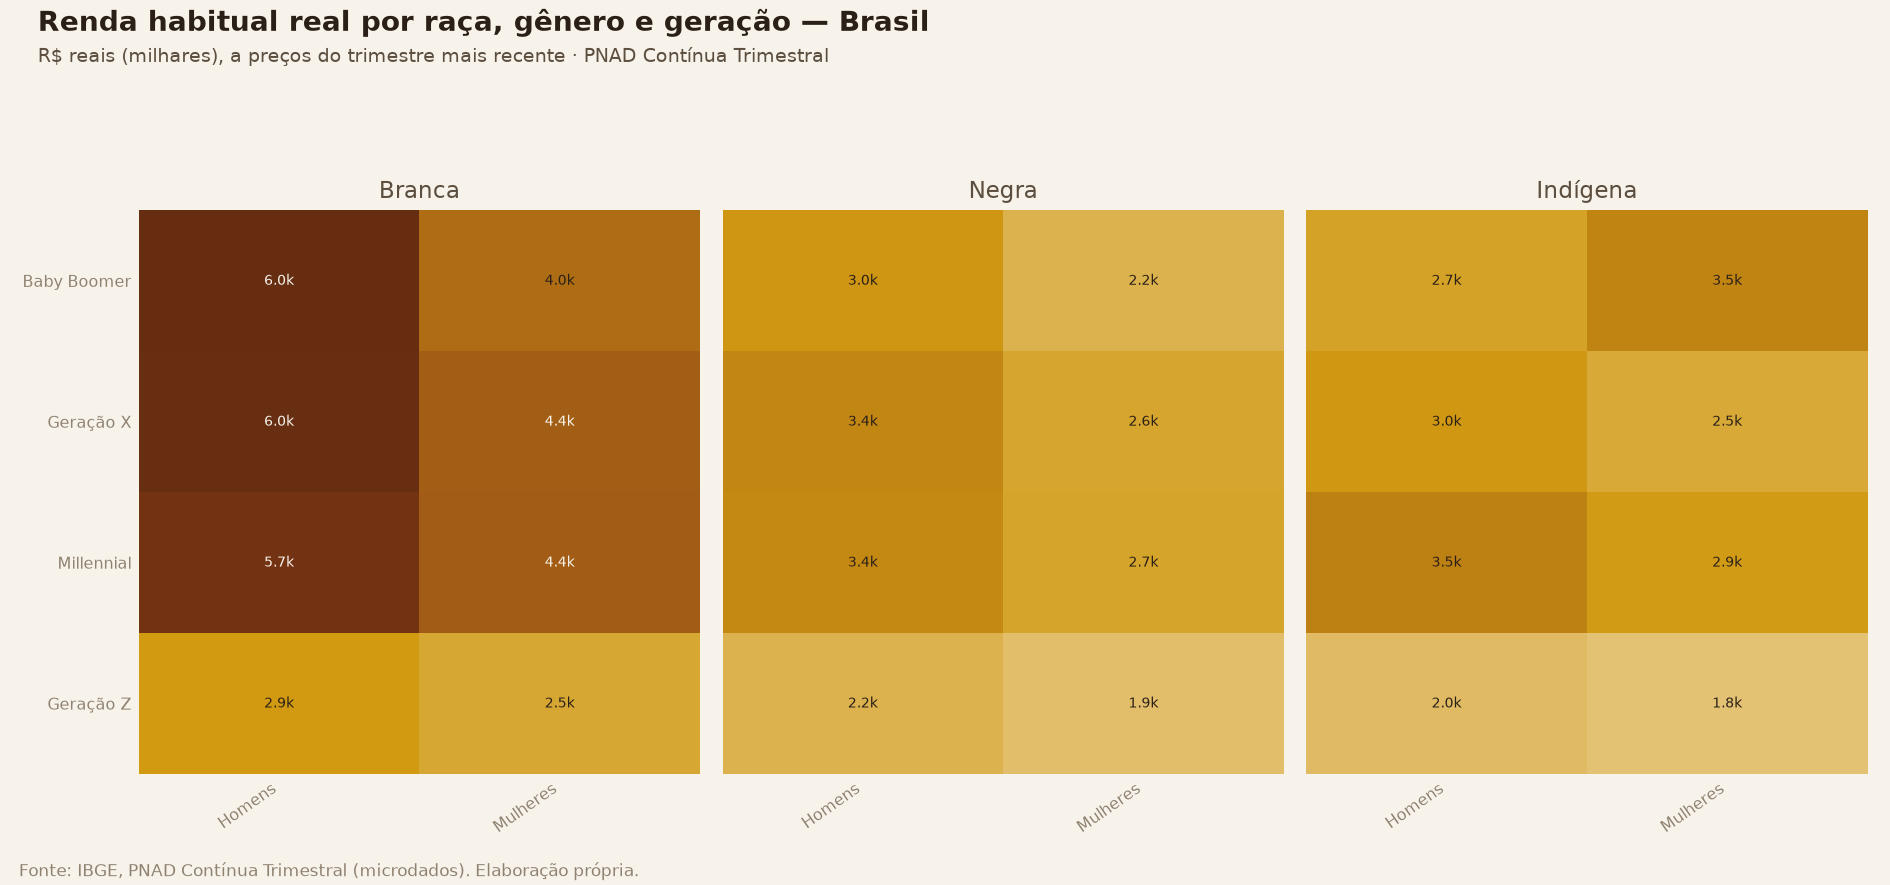 Renda habitual real por raça, gênero e geração — Brasil
R$ reais (milhares), a preços do trimestre mais recente · PNAD Contínua Trimestral
Branca Negra Indígena
Baby Boomer 6.0k 4.0k 3.0k 2.2k 2.7k 3.5k
Geração X 6.0k 4.4k 3.4k 2.6k 3.0k 2.5k
Millennial 5.7k 4.4k 3.4k 2.7k 3.5k 2.9k
Geração Z 2.9k 2.5k 2.2k 1.9k 2.0k 1.8k
Homens Mulheres Homens Mulheres Homens Mulheres
Fonte: IBGE, PNAD Contínua Trimestral (microdados). Elaboração própria.